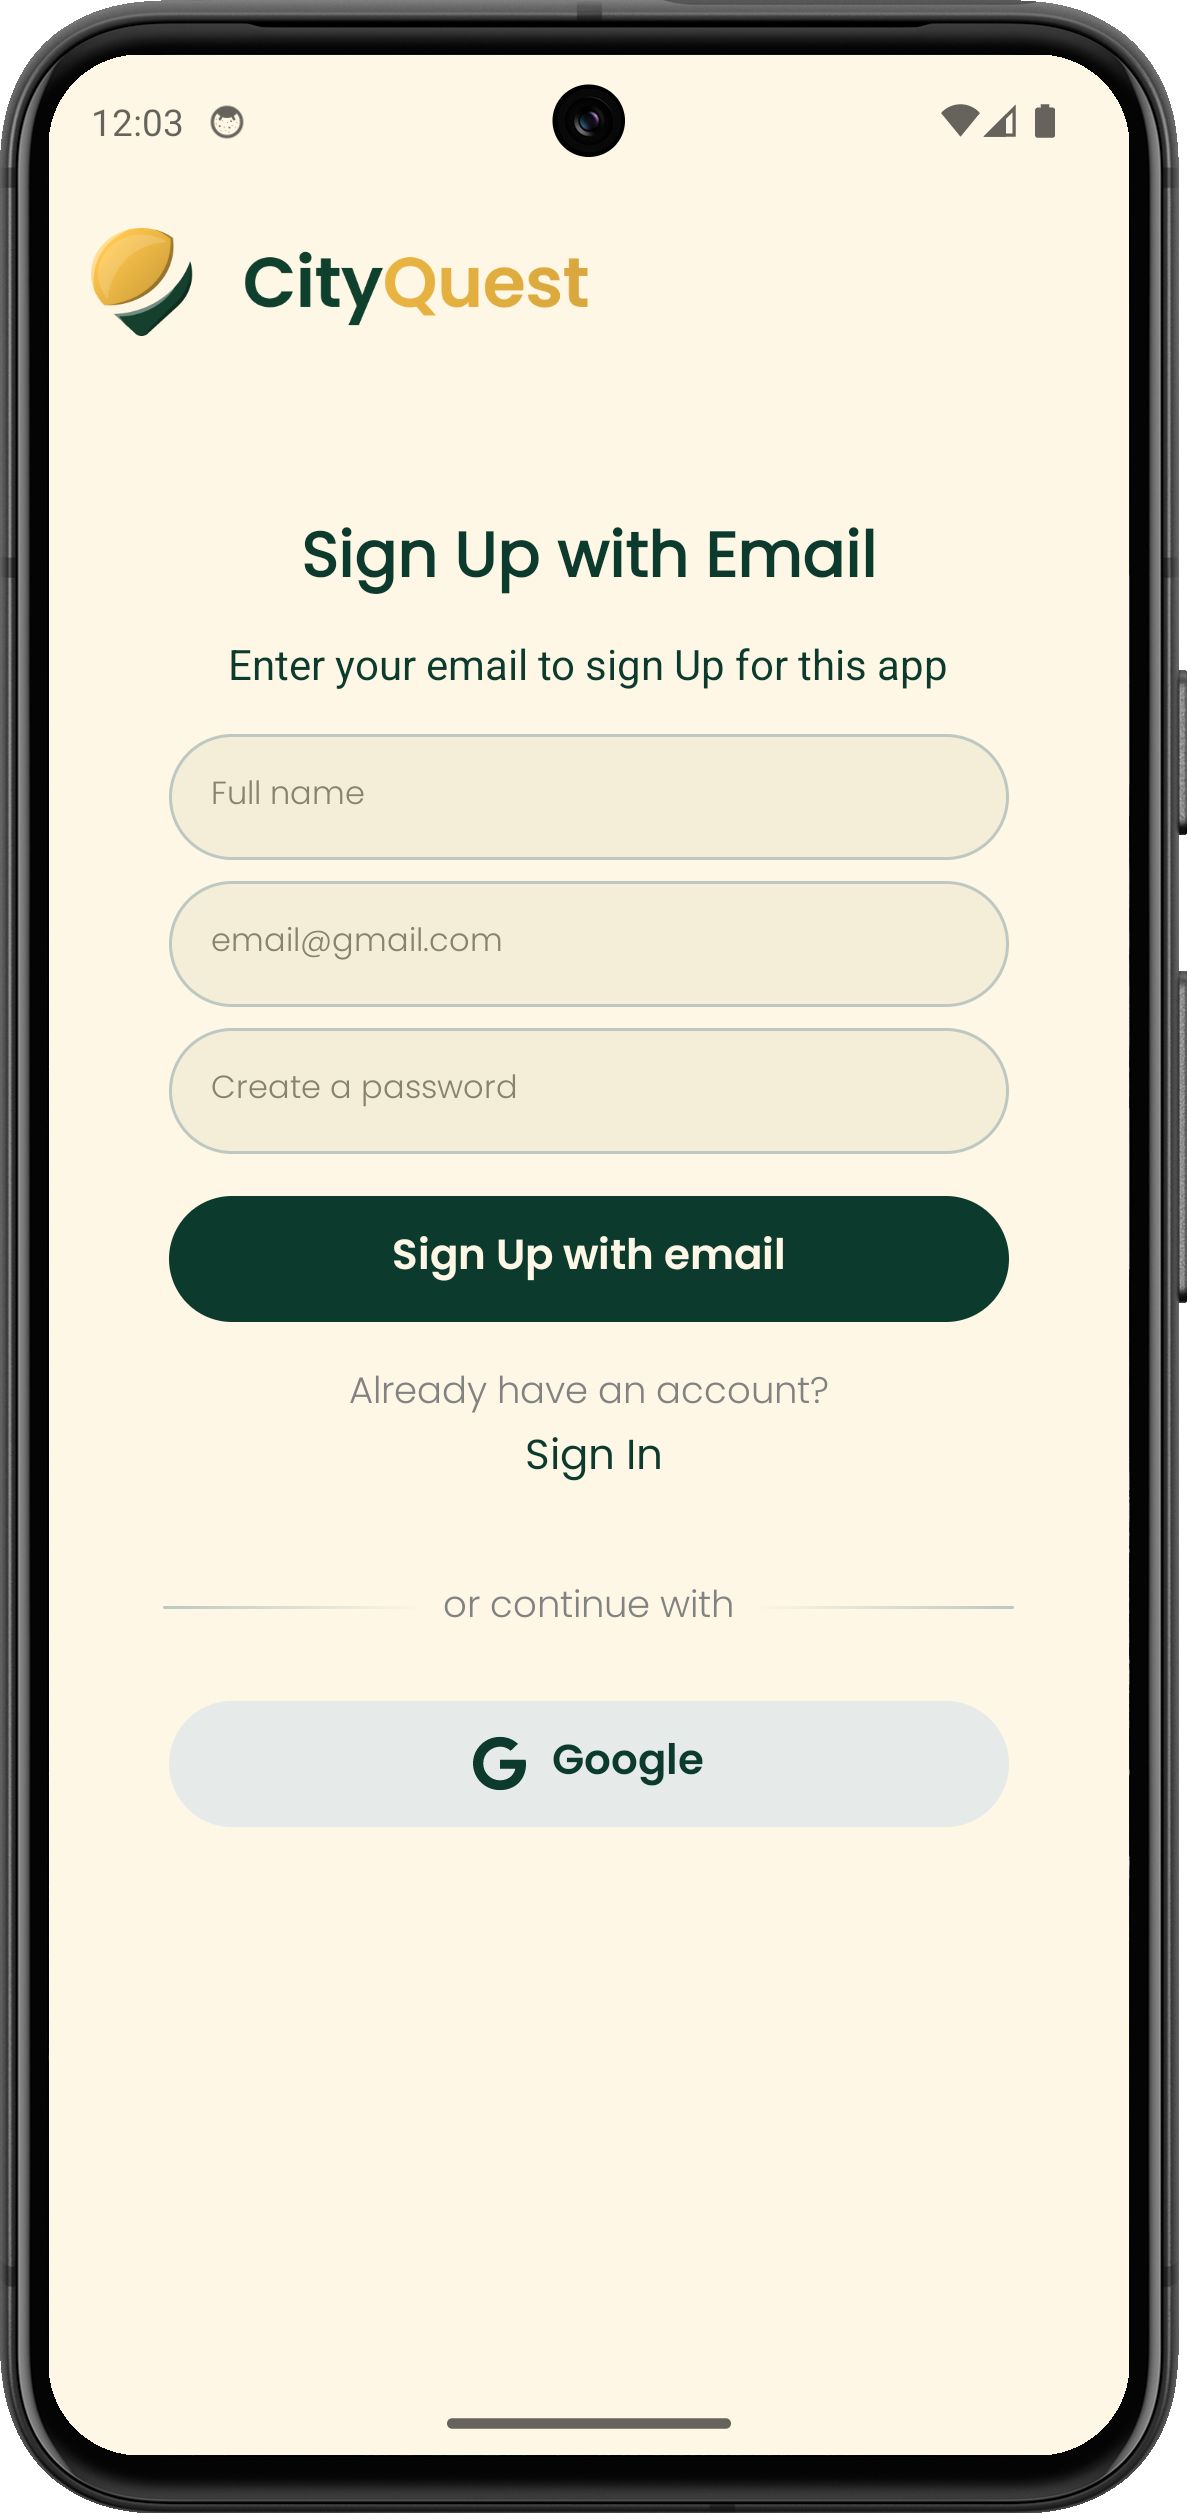 12:03
CityQuest
Sign Up with Email
Enter your email to sign Up for this app
Full name
email@gmail.com
Create a password
Sign Up with email
Already have an account?
Sign In
or continue with
G Google